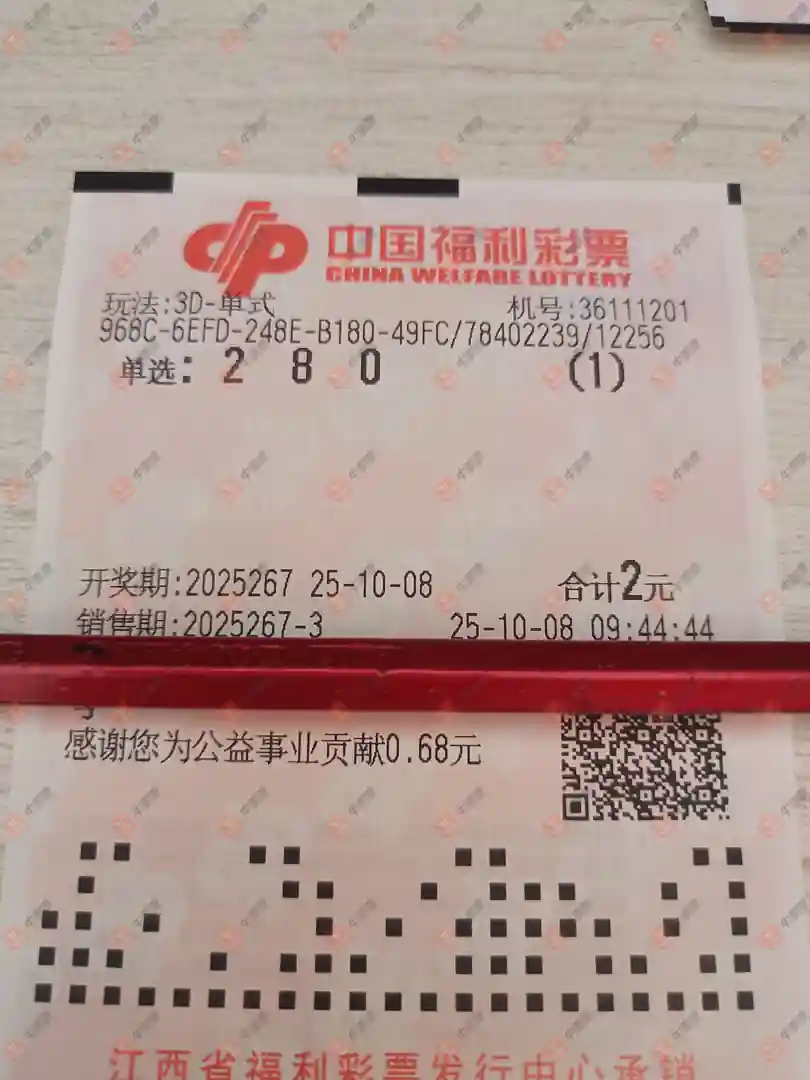 中国福利彩票
CHINA WELFARE LOTTERY
玩法:3D-单式 机号:36111201
968C-6EFD-248E-B180-49FC/78402239/12256
单选: 2 8 0 (1)
开奖期:2025267 25-10-08 合计2元
销售期:2025267-3 25-10-08 09:44:44
号
感谢您为公益事业贡献0.68元
江西省福利彩票发行中心承销